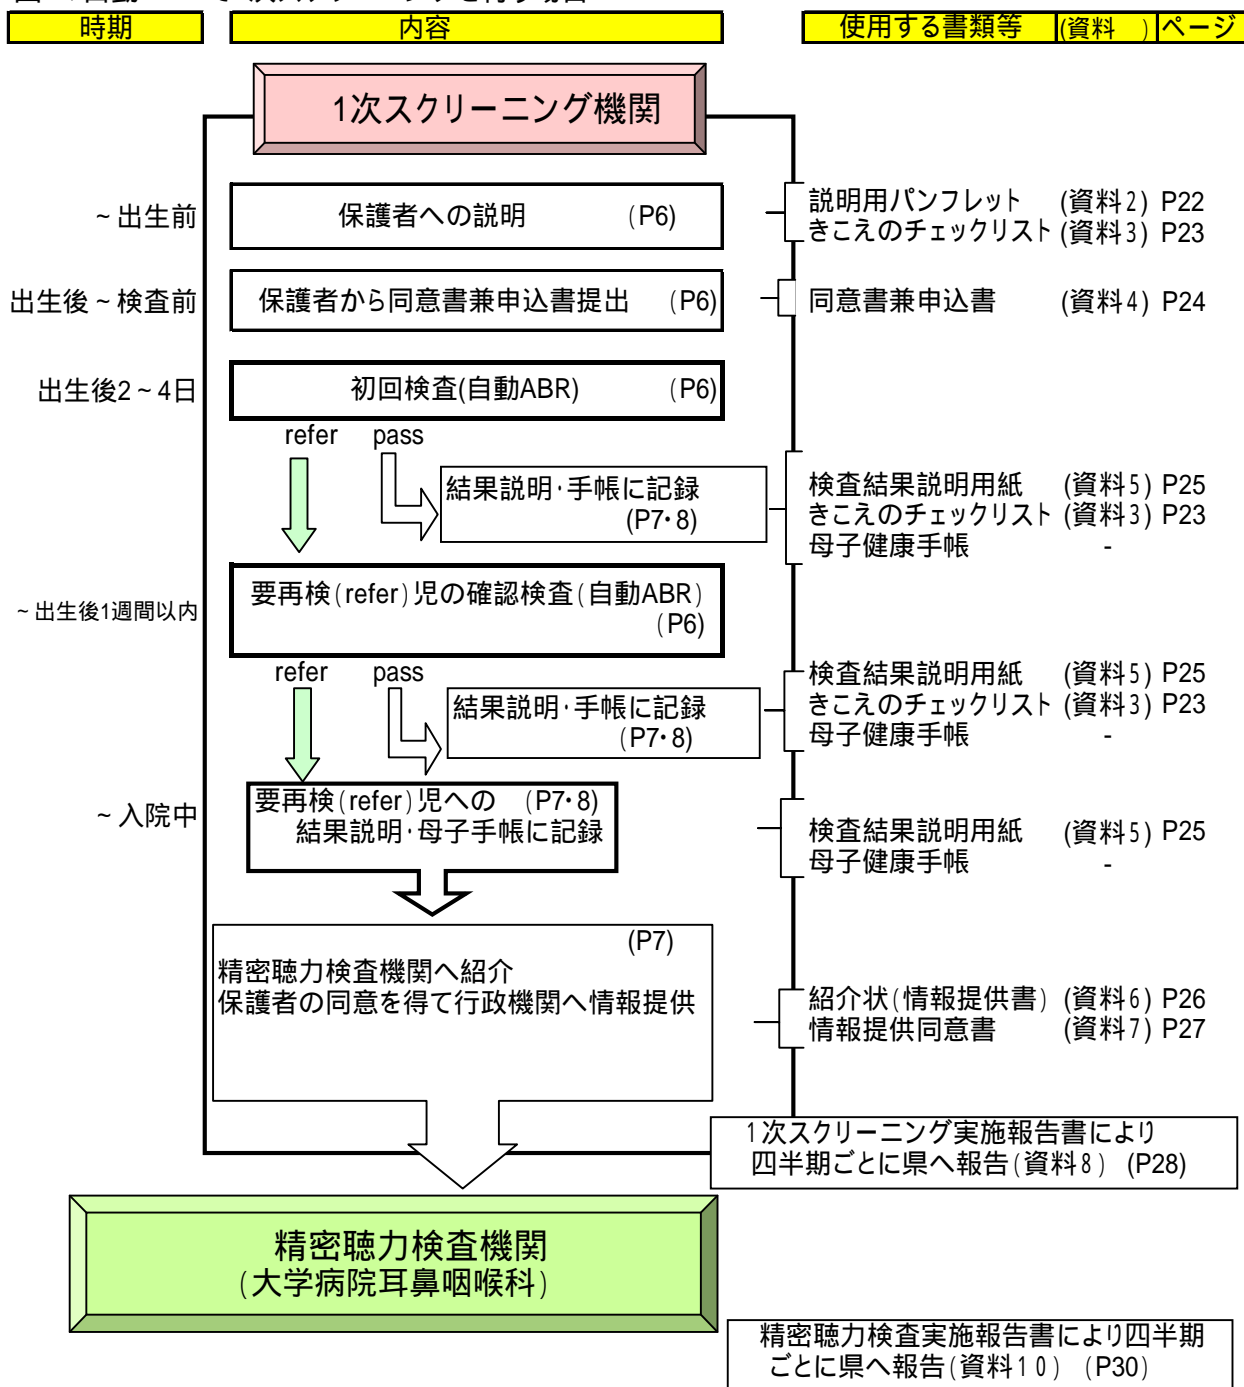 時期 内容 使用する書類等 (資料 ) ページ
1次スクリーニング機関
~出生前 保護者への説明 (P6) 説明用パンフレット (資料2) P22
きこえのチェックリスト (資料3) P23
出生後~検査前 保護者から同意書兼申込書提出 (P6) 同意書兼申込書 (資料4) P24
出生後2~4日 初回検査(自動ABR) (P6)
refer pass
結果説明・手帳に記録
(P7・8)
検査結果説明用紙 (資料5) P25
きこえのチェックリスト (資料3) P23
母子健康手帳 -
~出生後1週間以内 要再検(refer)児の確認検査(自動ABR)
(P6)
refer pass
結果説明・手帳に記録
(P7・8)
検査結果説明用紙 (資料5) P25
きこえのチェックリスト (資料3) P23
母子健康手帳 -
~入院中 要再検(refer)児への (P7・8)
結果説明・母子手帳に記録
検査結果説明用紙 (資料5) P25
母子健康手帳 -
(P7)
精密聴力検査機関へ紹介
保護者の同意を得て行政機関へ情報提供
紹介状(情報提供書) (資料6) P26
情報提供同意書 (資料7) P27
1次スクリーニング実施報告書により
四半期ごとに県へ報告(資料8) (P28)
精密聴力検査機関
(大学病院耳鼻咽喉科)
精密聴力検査実施報告書により四半期
ごとに県へ報告(資料10) (P30)